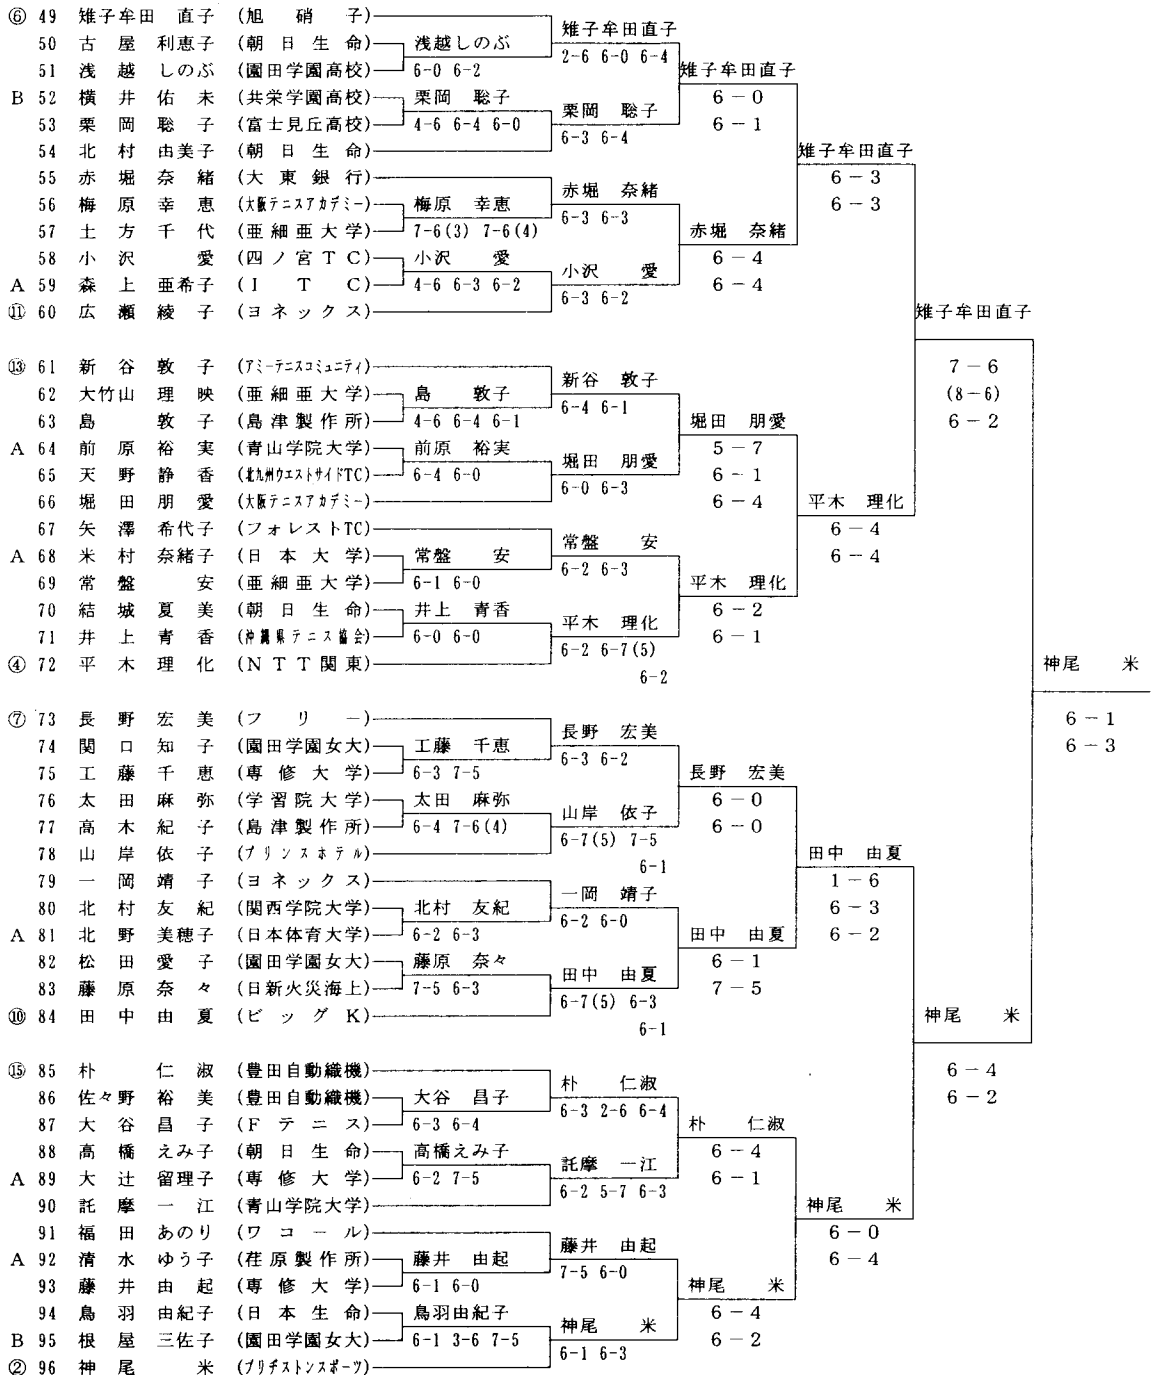 ⑥ 49 雉子牟田 直子 (旭硝子)
雉子牟田直子
50 古屋 利恵子 (朝日生命) 浅越しのぶ
2-6 6-0 6-4
51 浅越 しのぶ (園田学園高校) 6-0 6-2
雉子牟田直子
B 52 横井 佑未 (共栄学園高校) 栗岡 聡子
6-0
栗岡 聡子
53 栗岡 聡子 (富士見丘高校) 4-6 6-4 6-0
6-1
6-3 6-4
54 北村 由美子 (朝日生命)
雉子牟田直子
55 赤堀 奈緒 (大東銀行)
6-3
赤堀 奈緒
56 梅原 幸恵 (大阪テニスアカデミー) 梅原 幸恵
6-3
6-3 6-3
57 土方 千代 (亜細亜大学) 7-6(3) 7-6(4)
赤堀 奈緒
58 小沢 愛 (四ノ宮TC) 小沢 愛
6-4
小沢 愛
A 59 森上 亜希子 (ITC) 4-6 6-3 6-2
6-4
6-3 6-2
⑪ 60 広瀬 綾子 (ヨネックス)
雉子牟田直子
7-6
(8-6)
6-2
⑬ 61 新谷 敦子 (アミーテニスコミュニティ)
新谷 敦子
62 大竹山 理映 (亜細亜大学) 島 敦子
6-4 6-1
63 島 敦子 (島津製作所) 4-6 6-4 6-1
堀田 朋愛
A 64 前原 裕実 (青山学院大学) 前原 裕実
5-7
堀田 朋愛
65 天野 静香 (北九州ウエストサイドTC) 6-4 6-0
6-1
6-0 6-3
66 堀田 朋愛 (大阪テニスアカデミー)
6-4
平木 理化
67 矢澤 希代子 (フォレストTC)
6-4
常盤 安
A 68 米村 奈緒子 (日本大学) 常盤 安
6-4
6-2 6-3
69 常盤 安 (亜細亜大学) 6-1 6-0
平木 理化
70 結城 夏美 (朝日生命) 井上 青香
6-2
平木 理化
71 井上 青香 (沖縄県テニス協会) 6-0 6-0
6-1
6-2 6-7(5)
④ 72 平木 理化 (NTT関東)
6-2
神尾 米
6-1
6-3
⑦ 73 長野 宏美 (フリー)
長野 宏美
74 関口 知子 (園田学園女大) 工藤 千恵
6-3 6-2
75 工藤 千恵 (専修大学) 6-3 7-5
長野 宏美
76 太田 麻弥 (学習院大学) 太田 麻弥
6-0
山岸 依子
77 高木 紀子 (島津製作所) 6-4 7-6(4)
6-0
6-7(5) 7-5
78 山岸 依子 (プリンスホテル)
6-1
田中 由夏
79 一岡 靖子 (ヨネックス)
1-6
一岡 靖子
80 北村 友紀 (関西学院大学) 北村 友紀
6-3
6-2 6-0
A 81 北野 美穂子 (日本体育大学) 6-2 6-3
田中 由夏
6-2
82 松田 愛子 (園田学園女大) 藤原 奈々
6-1
田中 由夏
83 藤原 奈々 (日新火災海上) 7-5 6-3
7-5
6-7(5) 6-3
⑩ 84 田中 由夏 (ビッグK)
6-1
神尾 米
6-4
6-2
⑮ 85 朴 仁淑 (豊田自動織機)
朴 仁淑
86 佐々野 裕美 (豊田自動織機) 大谷 昌子
6-3 2-6 6-4
87 大谷 昌子 (Fテニス) 6-3 6-4
朴 仁淑
88 高橋 えみ子 (朝日生命) 高橋えみ子
6-4
託摩 一江
A 89 大辻 留理子 (専修大学) 6-2 7-5
6-1
6-2 5-7 6-3
90 託摩 一江 (青山学院大学)
神尾 米
91 福田 あのり (ワコール)
6-0
藤井 由起
A 92 清水 ゆう子 (荏原製作所) 藤井 由起
6-4
7-5 6-0
93 藤井 由起 (専修大学) 6-1 6-0
神尾 米
94 鳥羽 由紀子 (日本生命) 鳥羽由紀子
6-4
神尾 米
B 95 根屋 三佐子 (園田学園女大) 6-1 3-6 7-5
6-2
6-1 6-3
② 96 神尾 米 (ブリヂストンスポーツ)